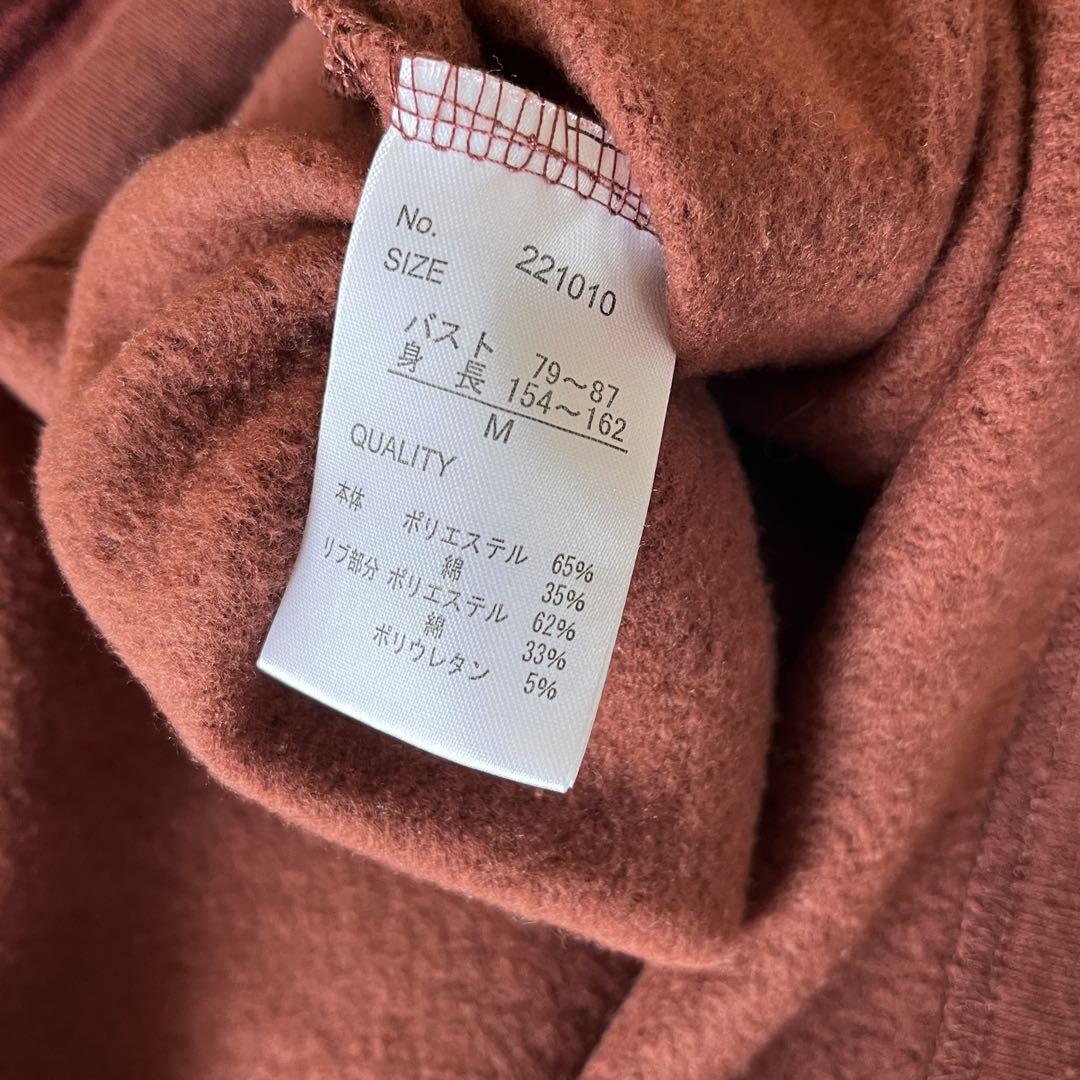 No. 221010
SIZE
バスト 79〜87
身長 154〜162
M
QUALITY
本体 ポリエステル 65%
綿 35%
リブ部分 ポリエステル 62%
綿 33%
ポリウレタン 5%